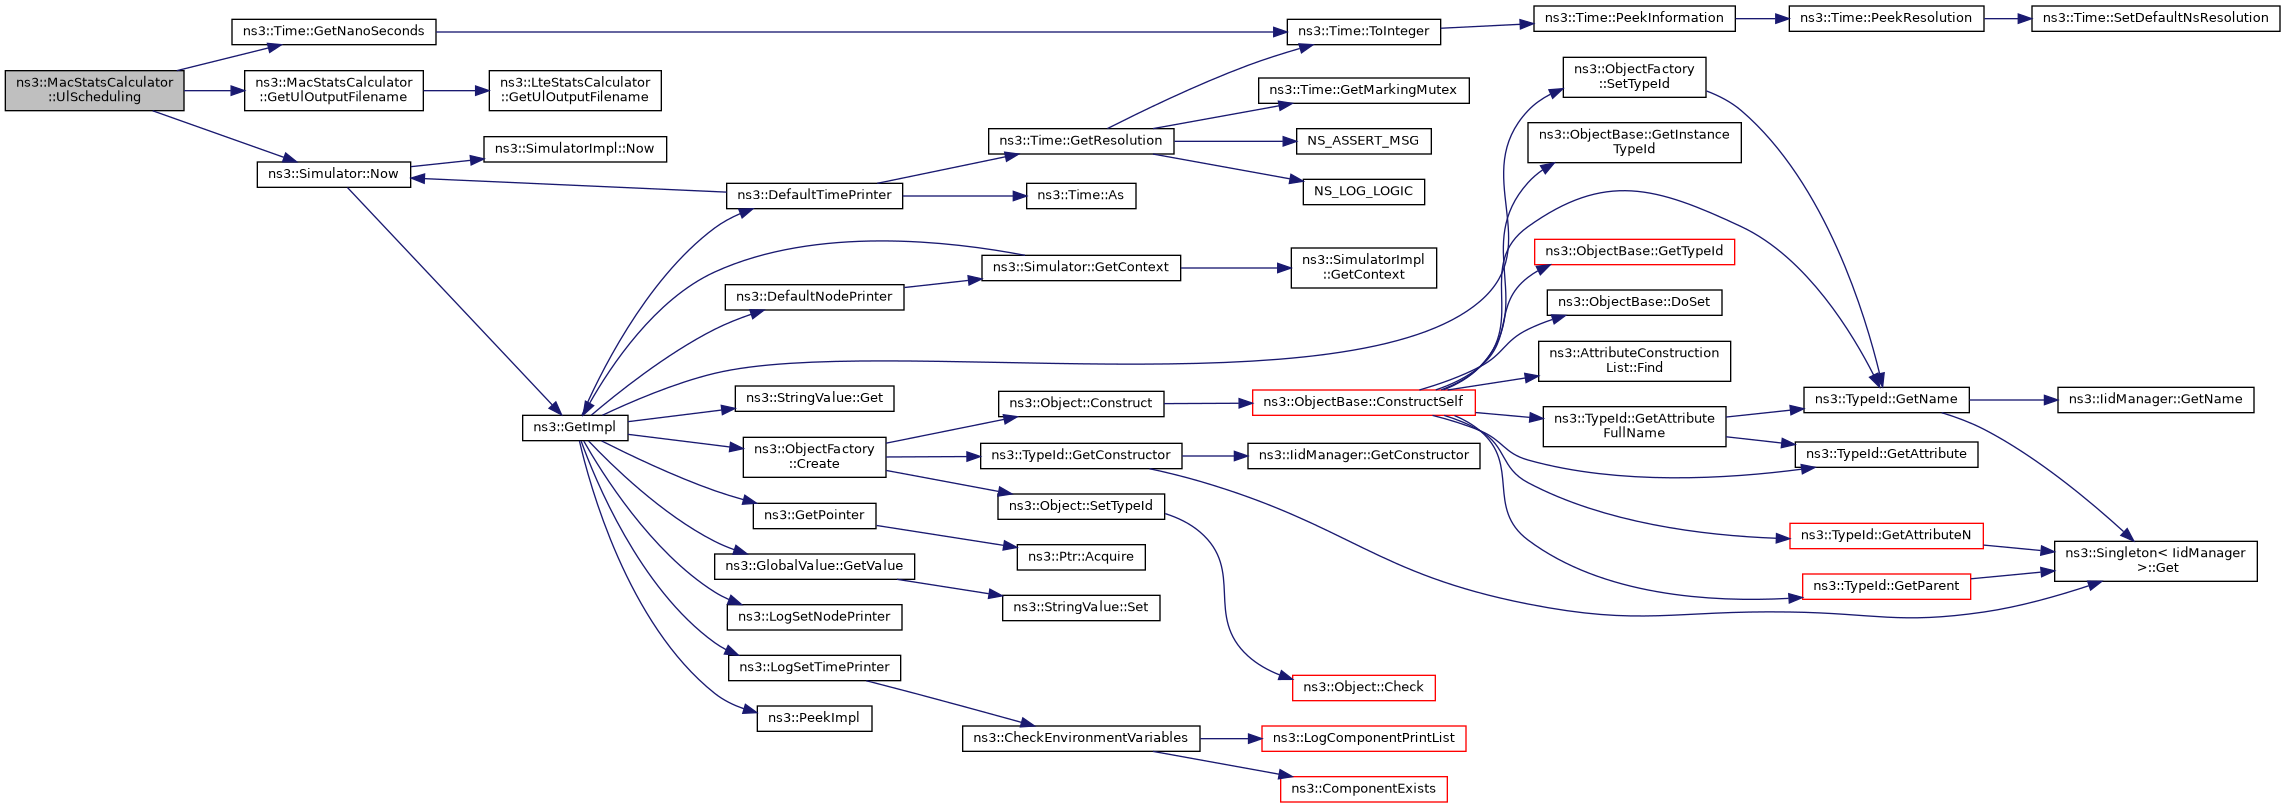 ns3::MacStatsCalculator
::UlScheduling
ns3::Time::GetNanoSeconds
ns3::MacStatsCalculator
::GetUlOutputFilename
ns3::LteStatsCalculator
::GetUlOutputFilename
ns3::Simulator::Now
ns3::SimulatorImpl::Now
ns3::GetImpl
ns3::DefaultTimePrinter
ns3::DefaultNodePrinter
ns3::StringValue::Get
ns3::ObjectFactory
::Create
ns3::GetPointer
ns3::GlobalValue::GetValue
ns3::LogSetNodePrinter
ns3::LogSetTimePrinter
ns3::PeekImpl
ns3::Time::GetResolution
ns3::Time::As
ns3::Simulator::GetContext
ns3::Object::Construct
ns3::TypeId::GetConstructor
ns3::Object::SetTypeId
ns3::Ptr::Acquire
ns3::StringValue::Set
ns3::CheckEnvironmentVariables
ns3::Time::ToInteger
ns3::Time::GetMarkingMutex
NS_ASSERT_MSG
NS_LOG_LOGIC
ns3::SimulatorImpl
::GetContext
ns3::ObjectBase::ConstructSelf
ns3::IidManager::GetConstructor
ns3::Object::Check
ns3::LogComponentPrintList
ns3::ComponentExists
ns3::Time::PeekInformation
ns3::Time::PeekResolution
ns3::Time::SetDefaultNsResolution
ns3::ObjectFactory
::SetTypeId
ns3::ObjectBase::GetInstance
TypeId
ns3::ObjectBase::GetTypeId
ns3::ObjectBase::DoSet
ns3::AttributeConstruction
List::Find
ns3::TypeId::GetAttribute
FullName
ns3::TypeId::GetName
ns3::TypeId::GetAttribute
ns3::TypeId::GetAttributeN
ns3::TypeId::GetParent
ns3::IidManager::GetName
ns3::Singleton< IidManager
>::Get